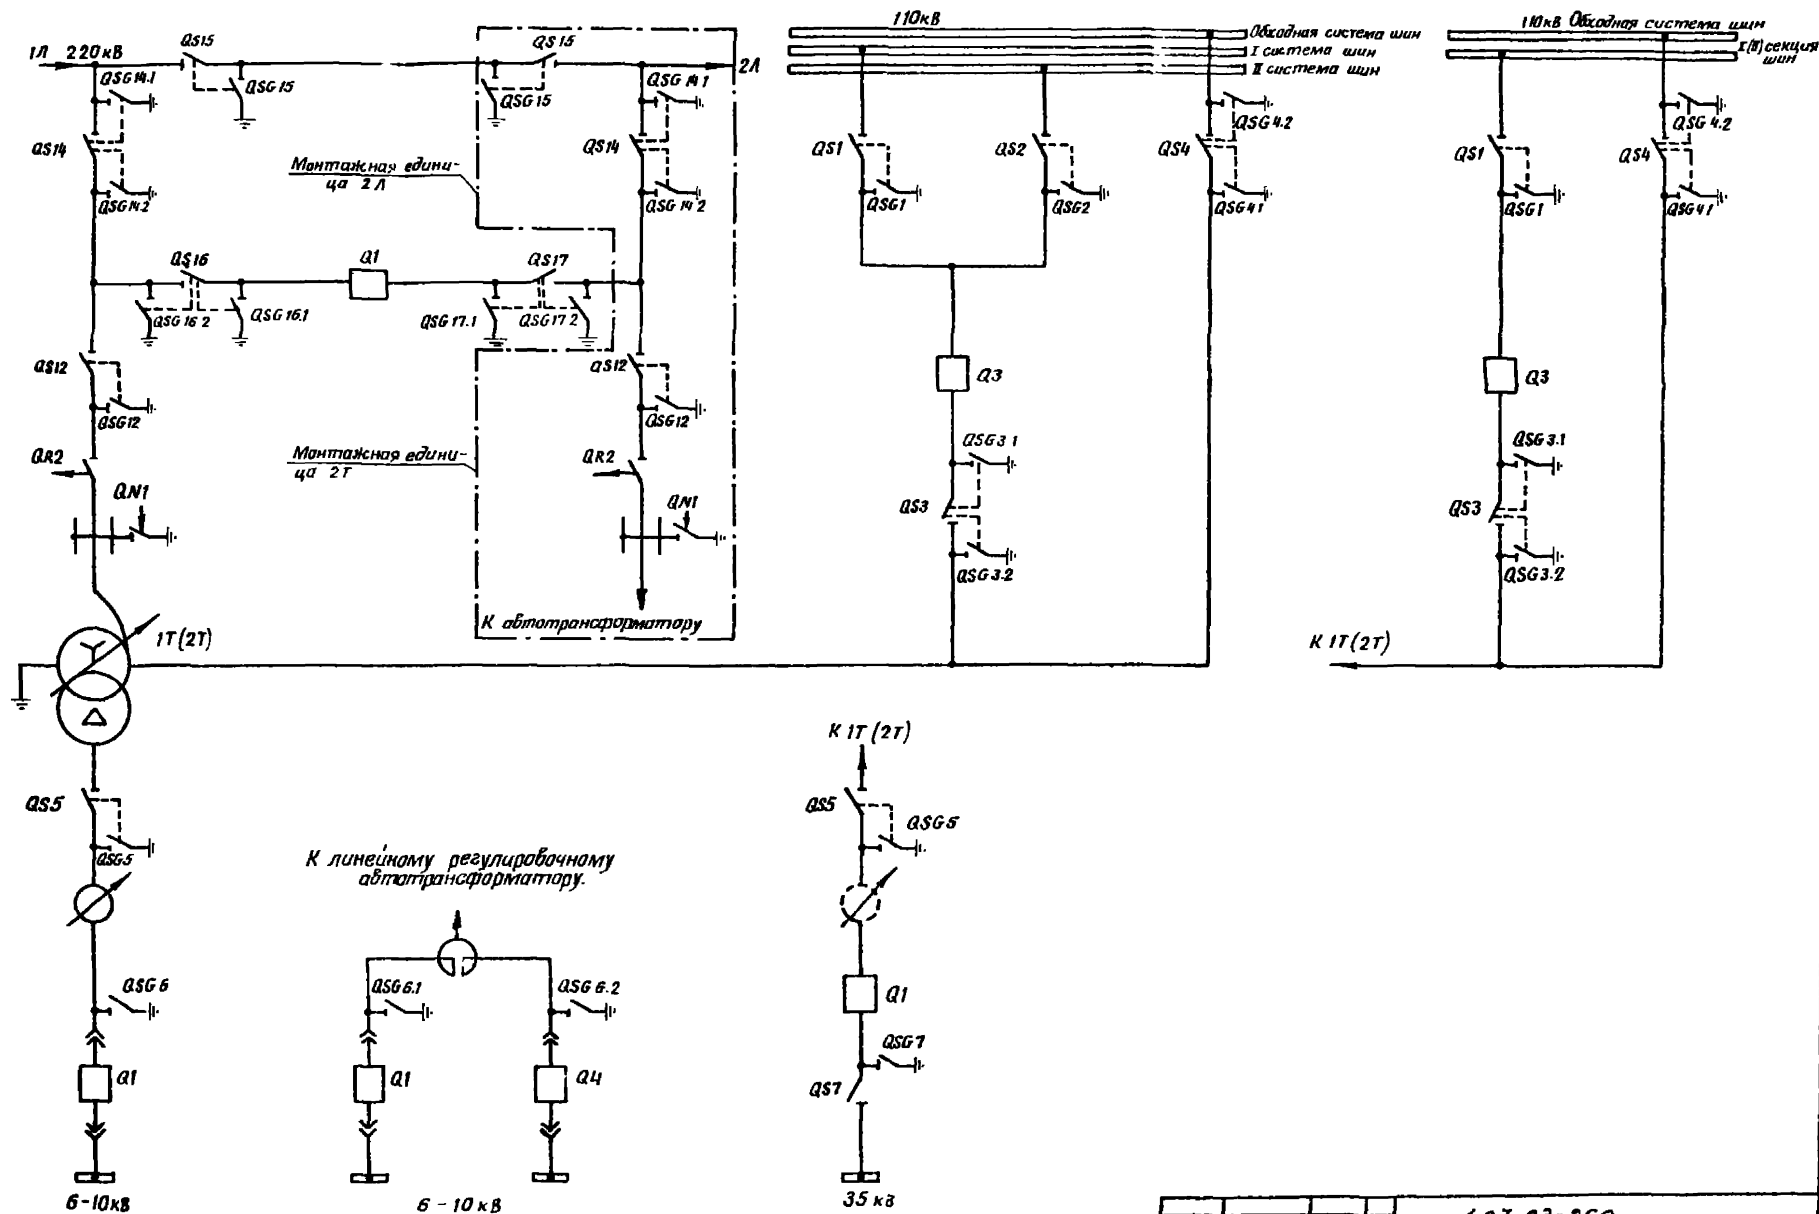 1Л 220кВ
QS15
QSG14.1
QSG15
QS14
QSG14.2
QS15
QSG15
QSG14.1
2Л
QS14
QSG14.2
Монтажная едини-
ца 2Л
QS16
Q1
QS17
QSG16.2
QSG16.1
QSG17.1
QSG17.2
QS12
QSG12
QS12
QSG12
Монтажная едини-
ца 2Т
QR2
QN1
QR2
QN1
К автотрансформатору
1Т(2Т)
110кВ
Обходная система шин
I система шин
II система шин
QS1
QSG1
QS2
QSG2
QS4
QSG4.2
QSG4.1
Q3
QSG3.1
QS3
QSG3.2
110кВ Обходная система шин
I(II) секция
шин
QS1
QSG1
QS4
QSG4.2
QSG4.1
Q3
QSG3.1
QS3
QSG3.2
К 1Т(2Т)
QS5
QSG5
QSG6
Q1
6-10кВ
К линейному регулировочному
автотрансформатору.
QSG6.1
QSG6.2
Q1
Q4
6-10кВ
К 1Т(2Т)
QS5
QSG5
Q1
QSG7
QS7
35кВ